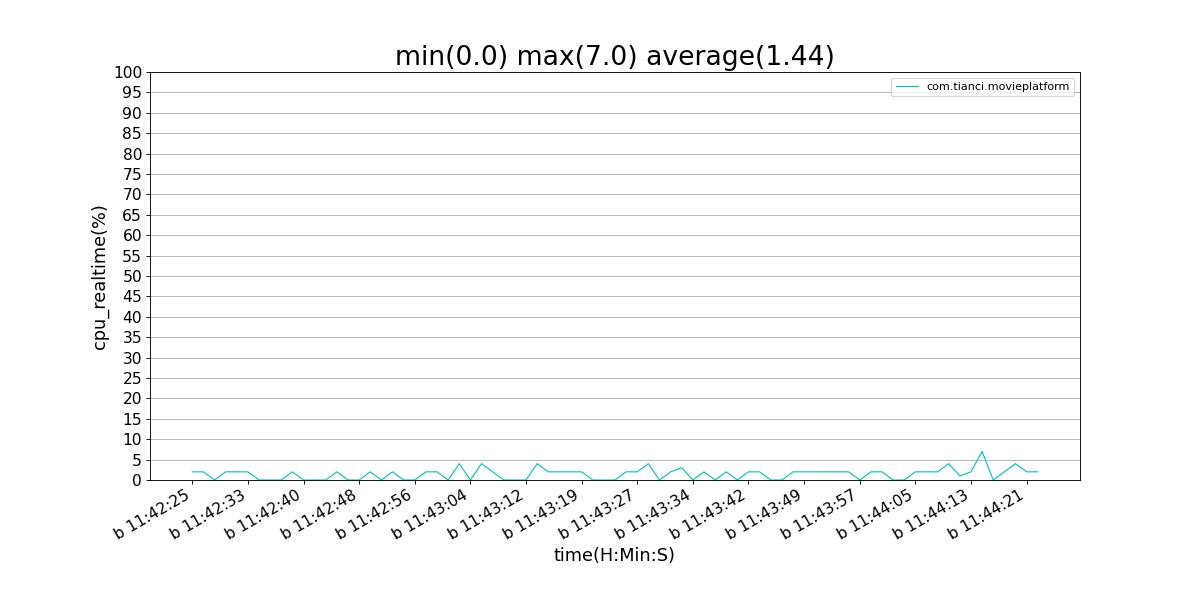 min(0.0) max(7.0) average(1.44)
com.tianci.movieplatform
100
95
90
85
80
75
70
65
60
55
50
45
40
35
30
25
20
15
10
5
0
cpu_realtime(%)
b 11:42:25
b 11:42:33
b 11:42:40
b 11:42:48
b 11:42:56
b 11:43:04
b 11:43:12
b 11:43:19
b 11:43:27
b 11:43:34
b 11:43:42
b 11:43:49
b 11:43:57
b 11:44:05
b 11:44:13
b 11:44:21
time(H:Min:S)